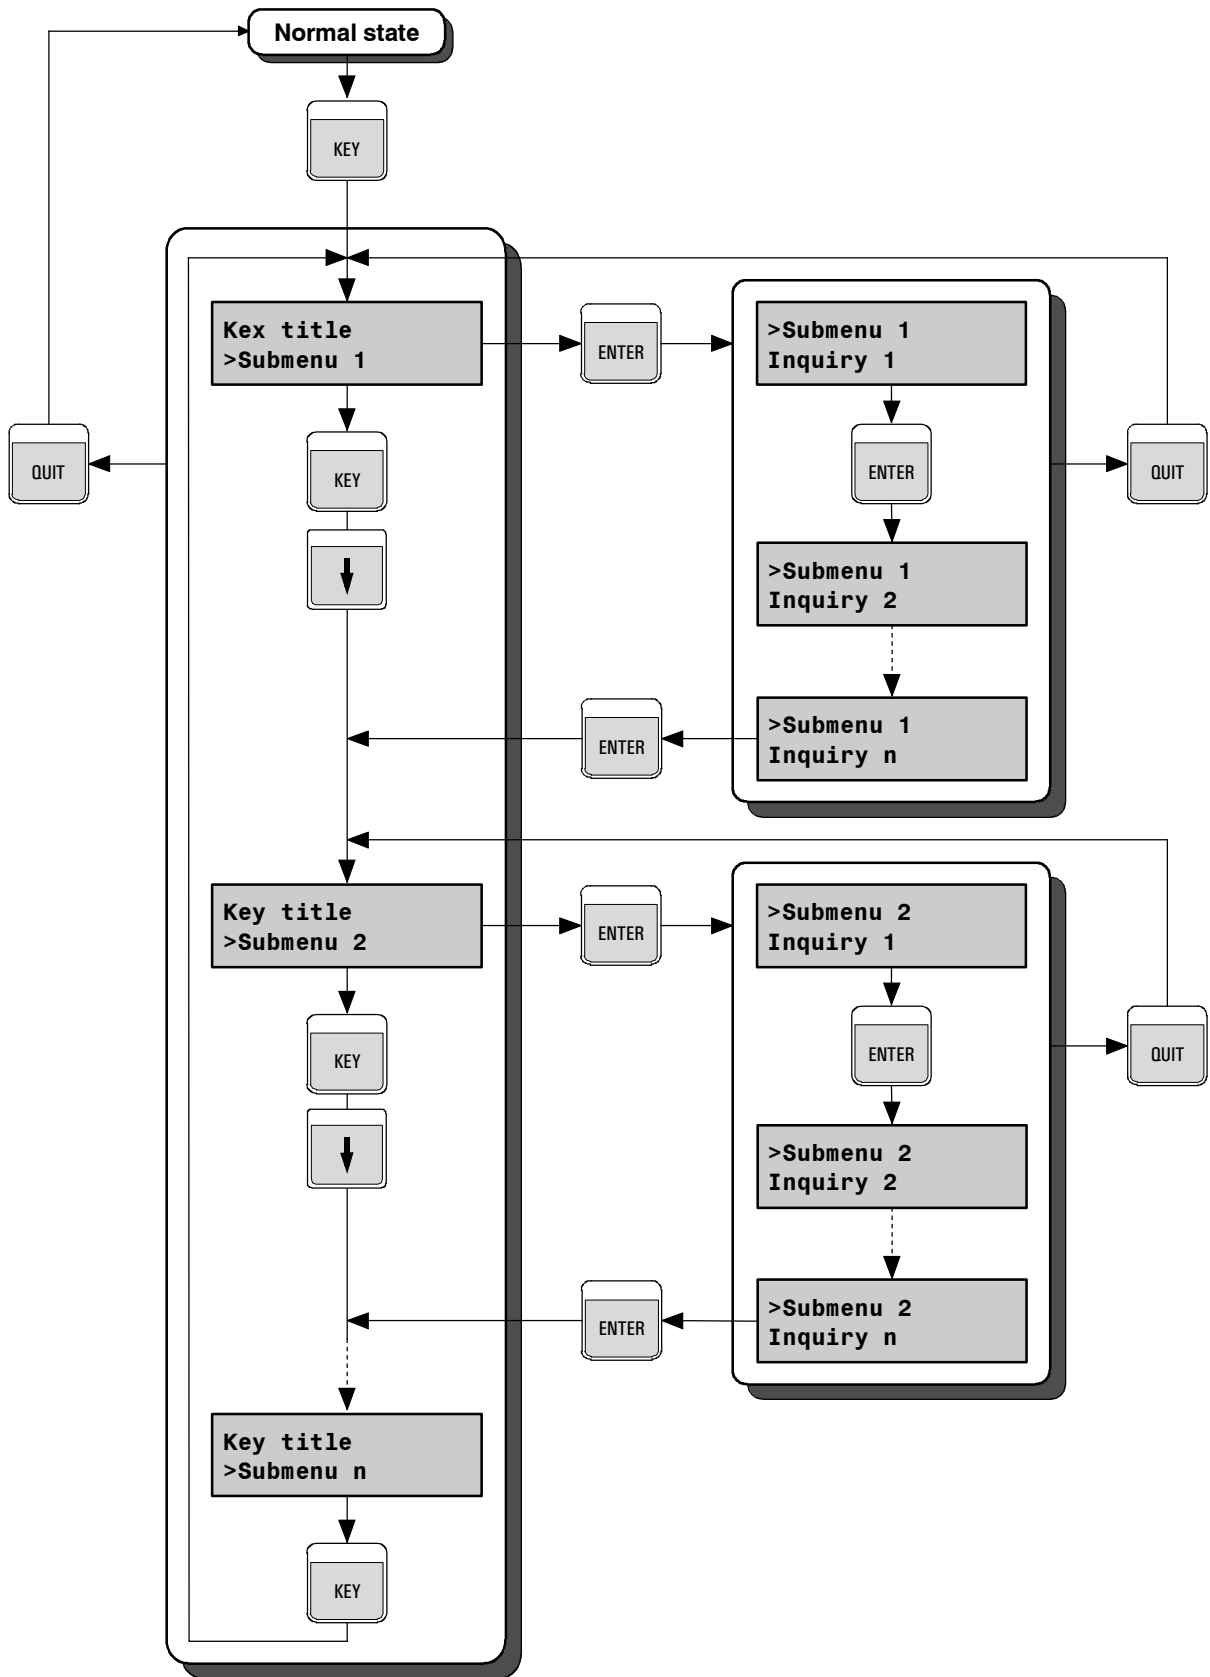 Normal state
KEY
Kex title
>Submenu 1
ENTER
>Submenu 1
Inquiry 1
QUIT
KEY
ENTER
QUIT
>Submenu 1
Inquiry 2
ENTER
>Submenu 1
Inquiry n
Key title
>Submenu 2
ENTER
>Submenu 2
Inquiry 1
KEY
ENTER
QUIT
>Submenu 2
Inquiry 2
ENTER
>Submenu 2
Inquiry n
Key title
>Submenu n
KEY